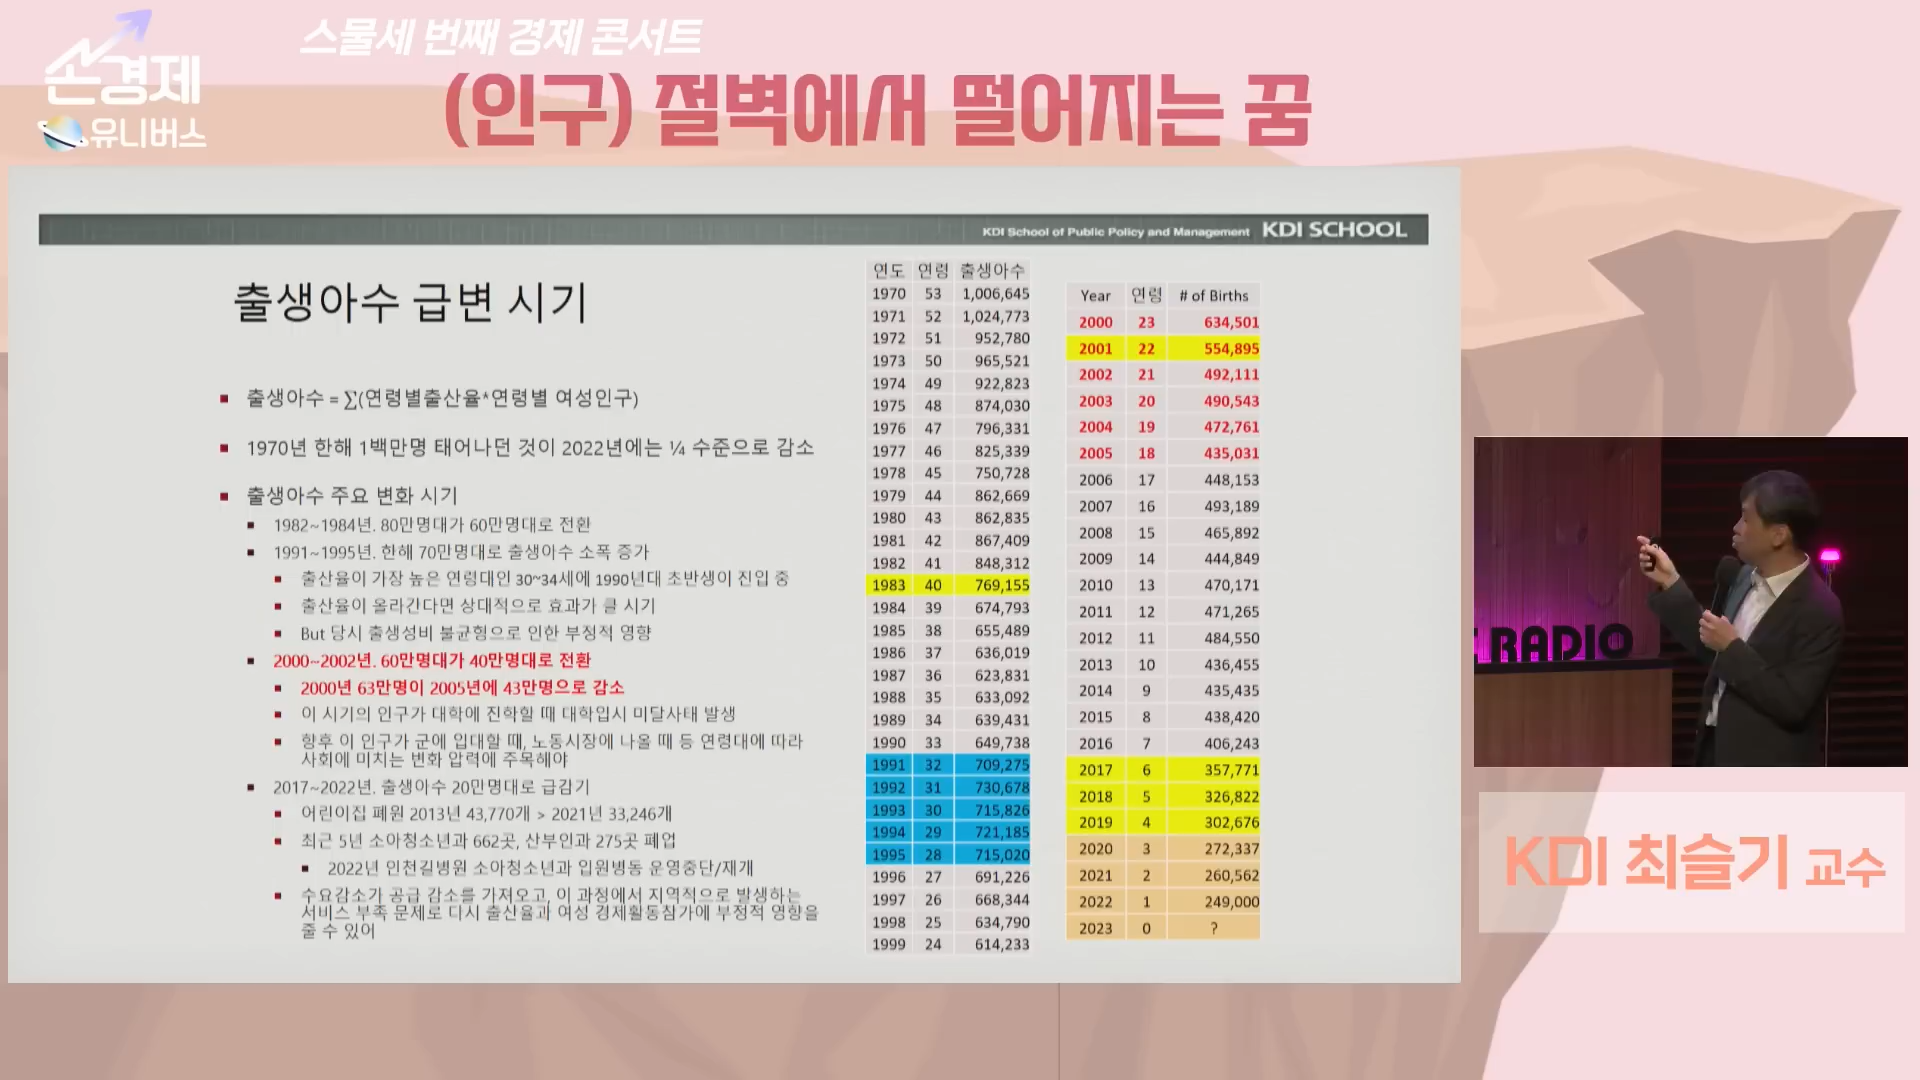 스물세 번째 경제 콘서트
손경제
유니버스
(인구) 절벽에서 떨어지는 꿈
KDI School of Public Policy and Management KDI SCHOOL
출생아수 급변 시기
출생아수 = ∑(연령별출산율*연령별 여성인구)
1970년 한해 1백만명 태어나던 것이 2022년에는 ¼ 수준으로 감소
출생아수 주요 변화 시기
1982~1984년. 80만명대가 60만명대로 전환
1991~1995년. 한해 70만명대로 출생아수 소폭 증가
출산율이 가장 높은 연령대인 30~34세에 1990년대 초반생이 진입 중
출산율이 올라간다면 상대적으로 효과가 클 시기
But 당시 출생성비 불균형으로 인한 부정적 영향
2000~2002년. 60만명대가 40만명대로 전환
2000년 63만명이 2005년에 43만명으로 감소
이 시기의 인구가 대학에 진학할 때 대학입시 미달사태 발생
향후 이 인구가 군에 입대할 때, 노동시장에 나올 때 등 연령대에 따라
사회에 미치는 변화 압력에 주목해야
2017~2022년. 출생아수 20만명대로 급감기
어린이집 폐원 2013년 43,770개 > 2021년 33,246개
최근 5년 소아청소년과 662곳, 산부인과 275곳 폐업
2022년 인천길병원 소아청소년과 입원병동 운영중단/재개
수요감소가 공급 감소를 가져오고, 이 과정에서 지역적으로 발생하는
서비스 부족 문제로 다시 출산율과 여성 경제활동참가에 부정적 영향을
줄 수 있어
연도 연령 출생아수
1970 53 1,006,645
1971 52 1,024,773
1972 51 952,780
1973 50 965,521
1974 49 922,823
1975 48 874,030
1976 47 796,331
1977 46 825,339
1978 45 750,728
1979 44 862,669
1980 43 862,835
1981 42 867,409
1982 41 848,312
1983 40 769,155
1984 39 674,793
1985 38 655,489
1986 37 636,019
1987 36 623,831
1988 35 633,092
1989 34 639,431
1990 33 649,738
1991 32 709,275
1992 31 730,678
1993 30 715,826
1994 29 721,185
1995 28 715,020
1996 27 691,226
1997 26 668,344
1998 25 634,790
1999 24 614,233
Year 연령 # of Births
2000 23 634,501
2001 22 554,895
2002 21 492,111
2003 20 490,543
2004 19 472,761
2005 18 435,031
2006 17 448,153
2007 16 493,189
2008 15 465,892
2009 14 444,849
2010 13 470,171
2011 12 471,265
2012 11 484,550
2013 10 436,455
2014 9 435,435
2015 8 438,420
2016 7 406,243
2017 6 357,771
2018 5 326,822
2019 4 302,676
2020 3 272,337
2021 2 260,562
2022 1 249,000
2023 0 ?
RADIO
KDI 최슬기 교수